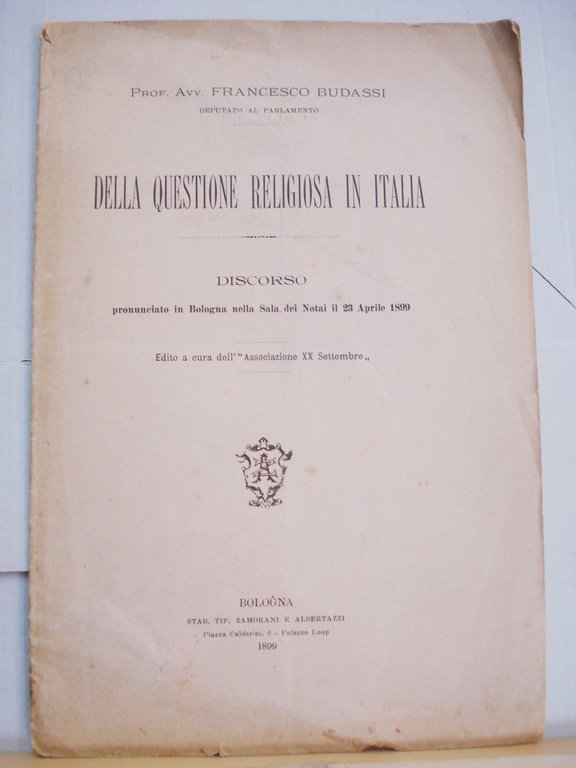 PROF. AVV. FRANCESCO BUDASSI
DEPUTATO AL PARLAMENTO
DELLA QUESTIONE RELIGIOSA IN ITALIA
DISCORSO
pronunciato in Bologna nella Sala dei Notai il 23 Aprile 1899
Edito a cura dell'"Associazione XX Settembre„
BOLOGNA
STAB. TIP. ZAMORANI E ALBERTAZZI
Piazza Calderini, 6 - Palazzo Loup
1899